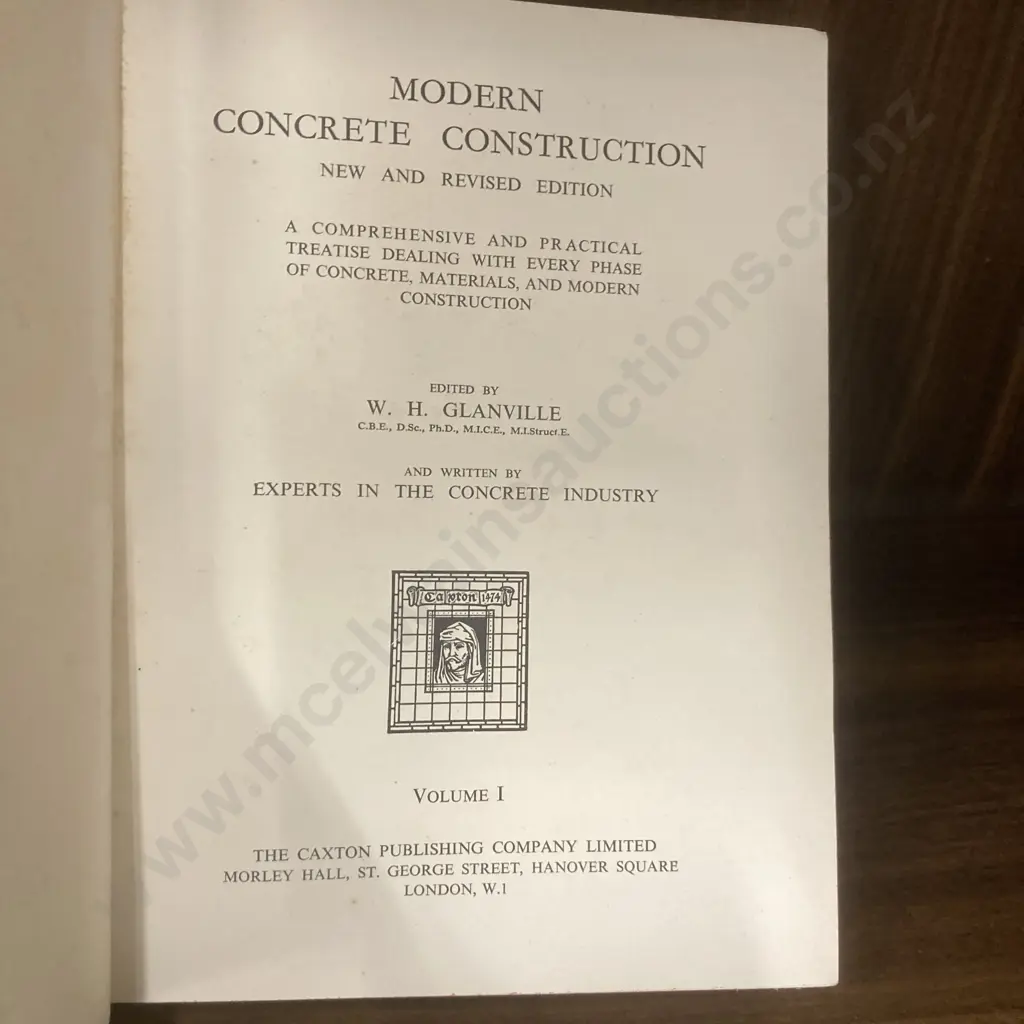 MODERN
CONCRETE CONSTRUCTION
NEW AND REVISED EDITION
A COMPREHENSIVE AND PRACTICAL
TREATISE DEALING WITH EVERY PHASE
OF CONCRETE, MATERIALS, AND MODERN
CONSTRUCTION
EDITED BY
W. H. GLANVILLE
C.B.E., D.Sc., Ph.D., M.I.C.E., M.I.Struct.E.
AND WRITTEN BY
EXPERTS IN THE CONCRETE INDUSTRY
Caxton 1474
VOLUME I
THE CAXTON PUBLISHING COMPANY LIMITED
MORLEY HALL, ST. GEORGE STREET, HANOVER SQUARE
LONDON, W.1
www.mcelwainsauctions.co.nz